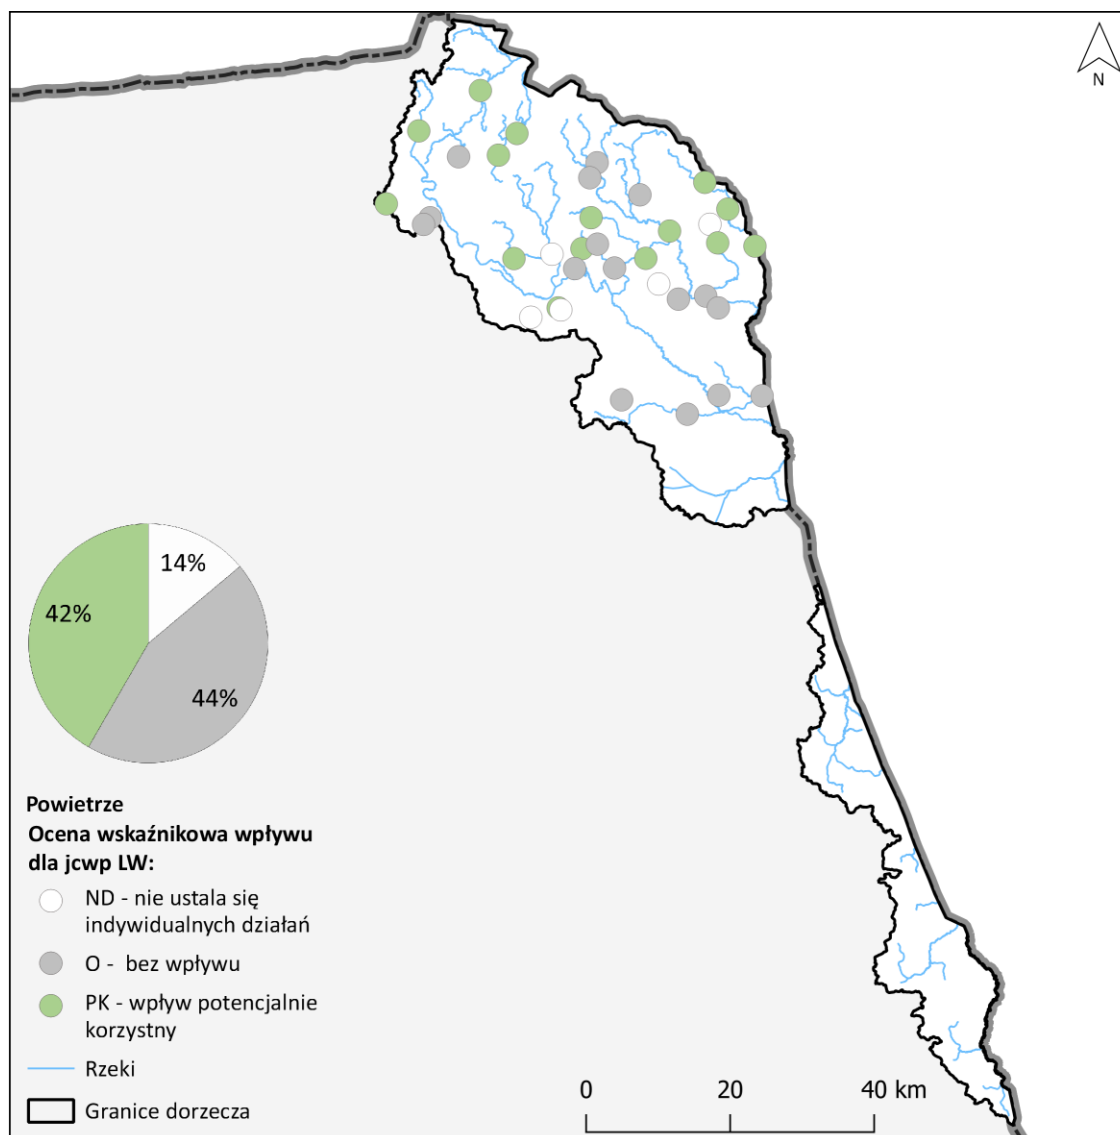 N
14%
42%
44%
Powietrze
Ocena wskaźnikowa wpływu
dla jcwp LW:
ND - nie ustala się
indywidualnych działań
O - bez wpływu
PK - wpływ potencjalnie
korzystny
Rzeki
Granice dorzecza
0 20 40 km